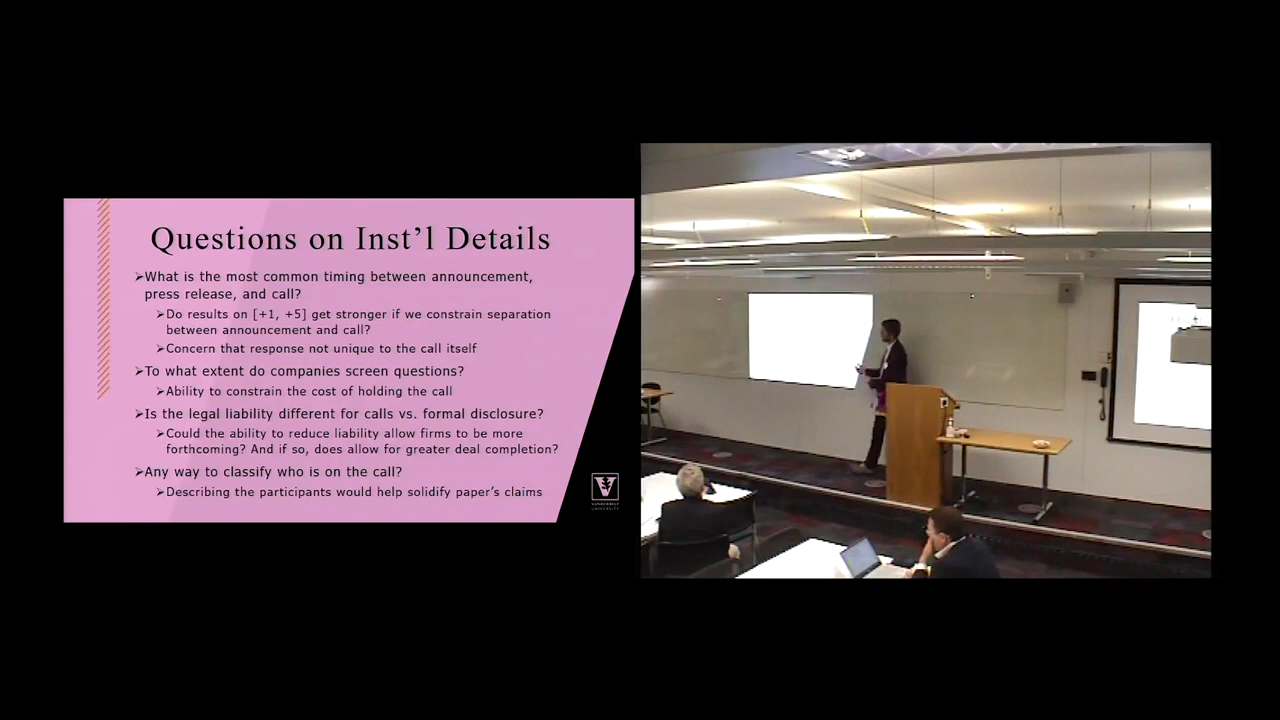 Questions on Inst'l Details
➢What is the most common timing between announcement,
press release, and call?
➢Do results on [+1, +5] get stronger if we constrain separation
between announcement and call?
➢Concern that response not unique to the call itself
➢To what extent do companies screen questions?
➢Ability to constrain the cost of holding the call
➢Is the legal liability different for calls vs. formal disclosure?
➢Could the ability to reduce liability allow firms to be more
forthcoming? And if so, does allow for greater deal completion?
➢Any way to classify who is on the call?
➢Describing the participants would help solidify paper's claims
V
VANDERBILT
UNIVERSITY